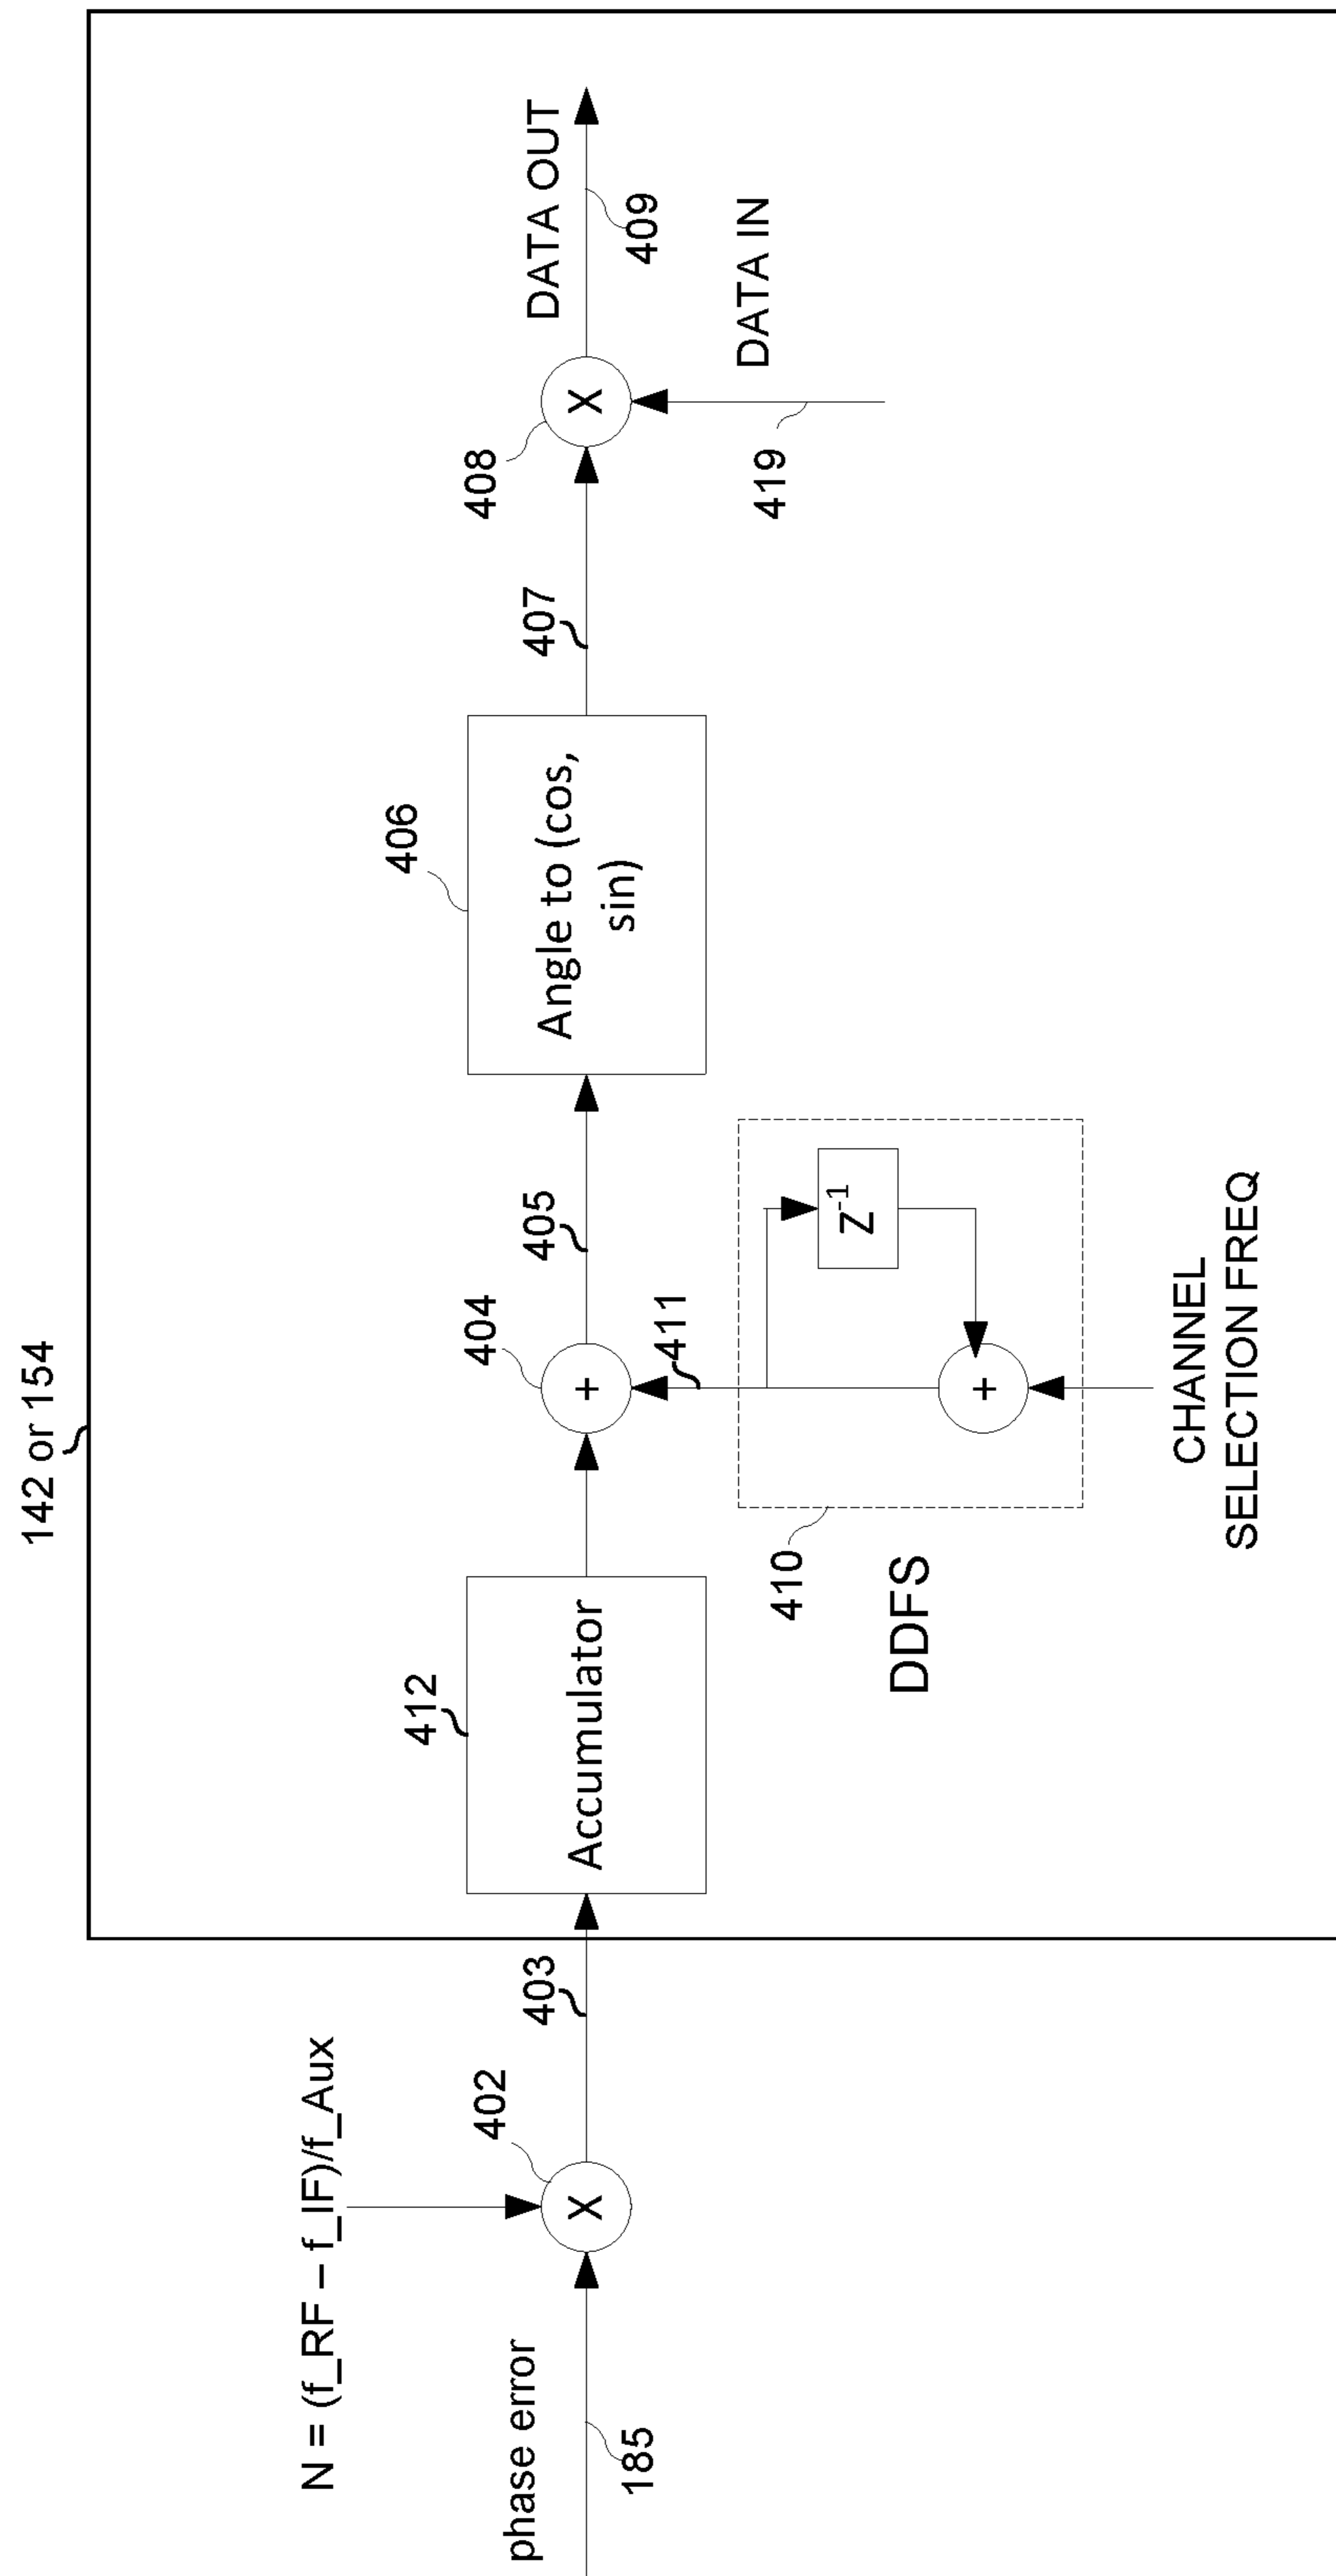 142 or 154
N = (f_RF – f_IF)/f_Aux
phase error
185
402
X
403
412
Accumulator
404
+
405
411
410
DDFS
+
Z-1
CHANNEL
SELECTION FREQ
406
Angle to (cos,
sin)
407
408
X
DATA OUT
409
DATA IN
419